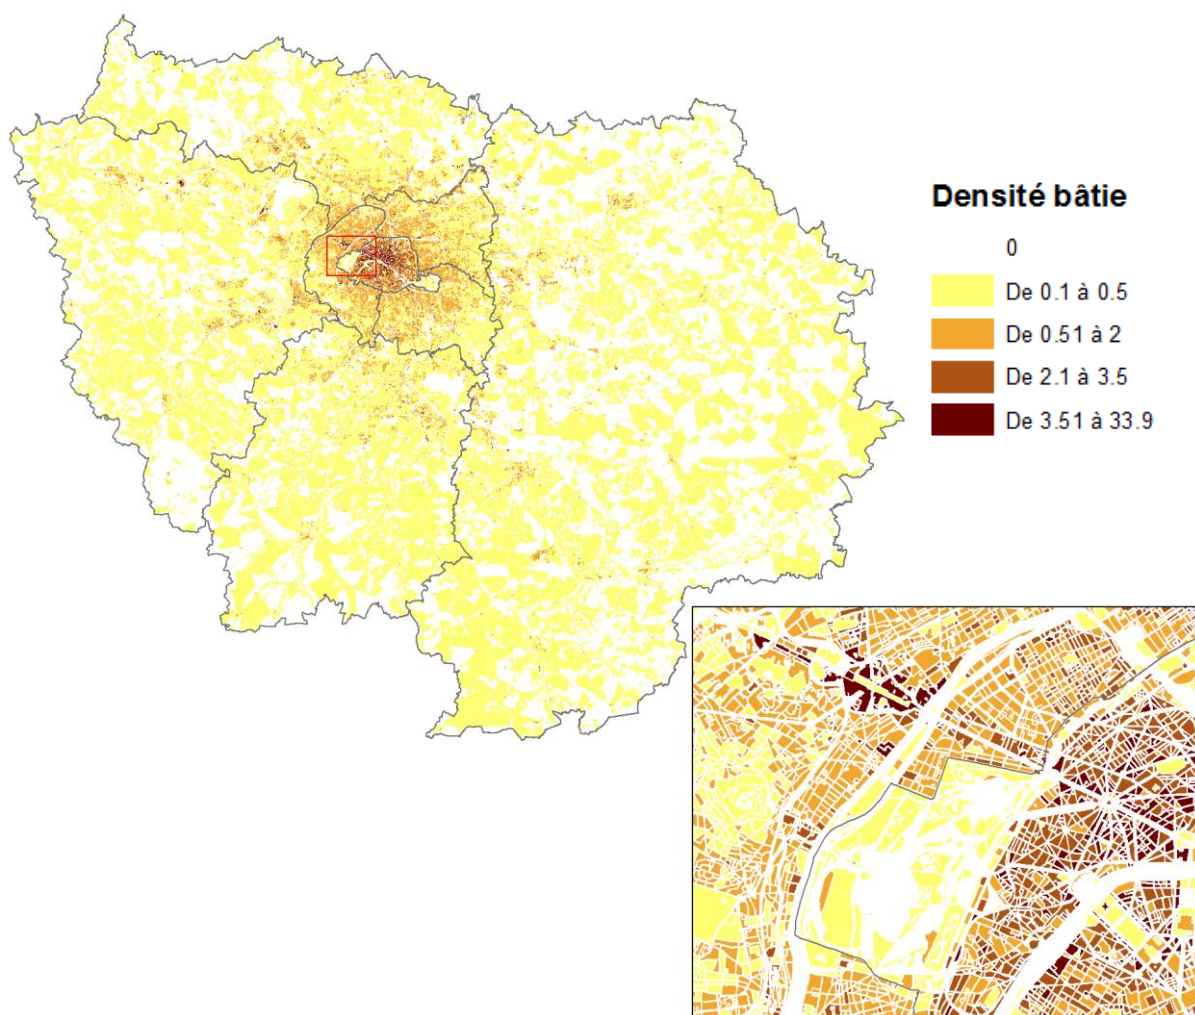 Densité bâtie
0
De 0.1 à 0.5
De 0.51 à 2
De 2.1 à 3.5
De 3.51 à 33.9